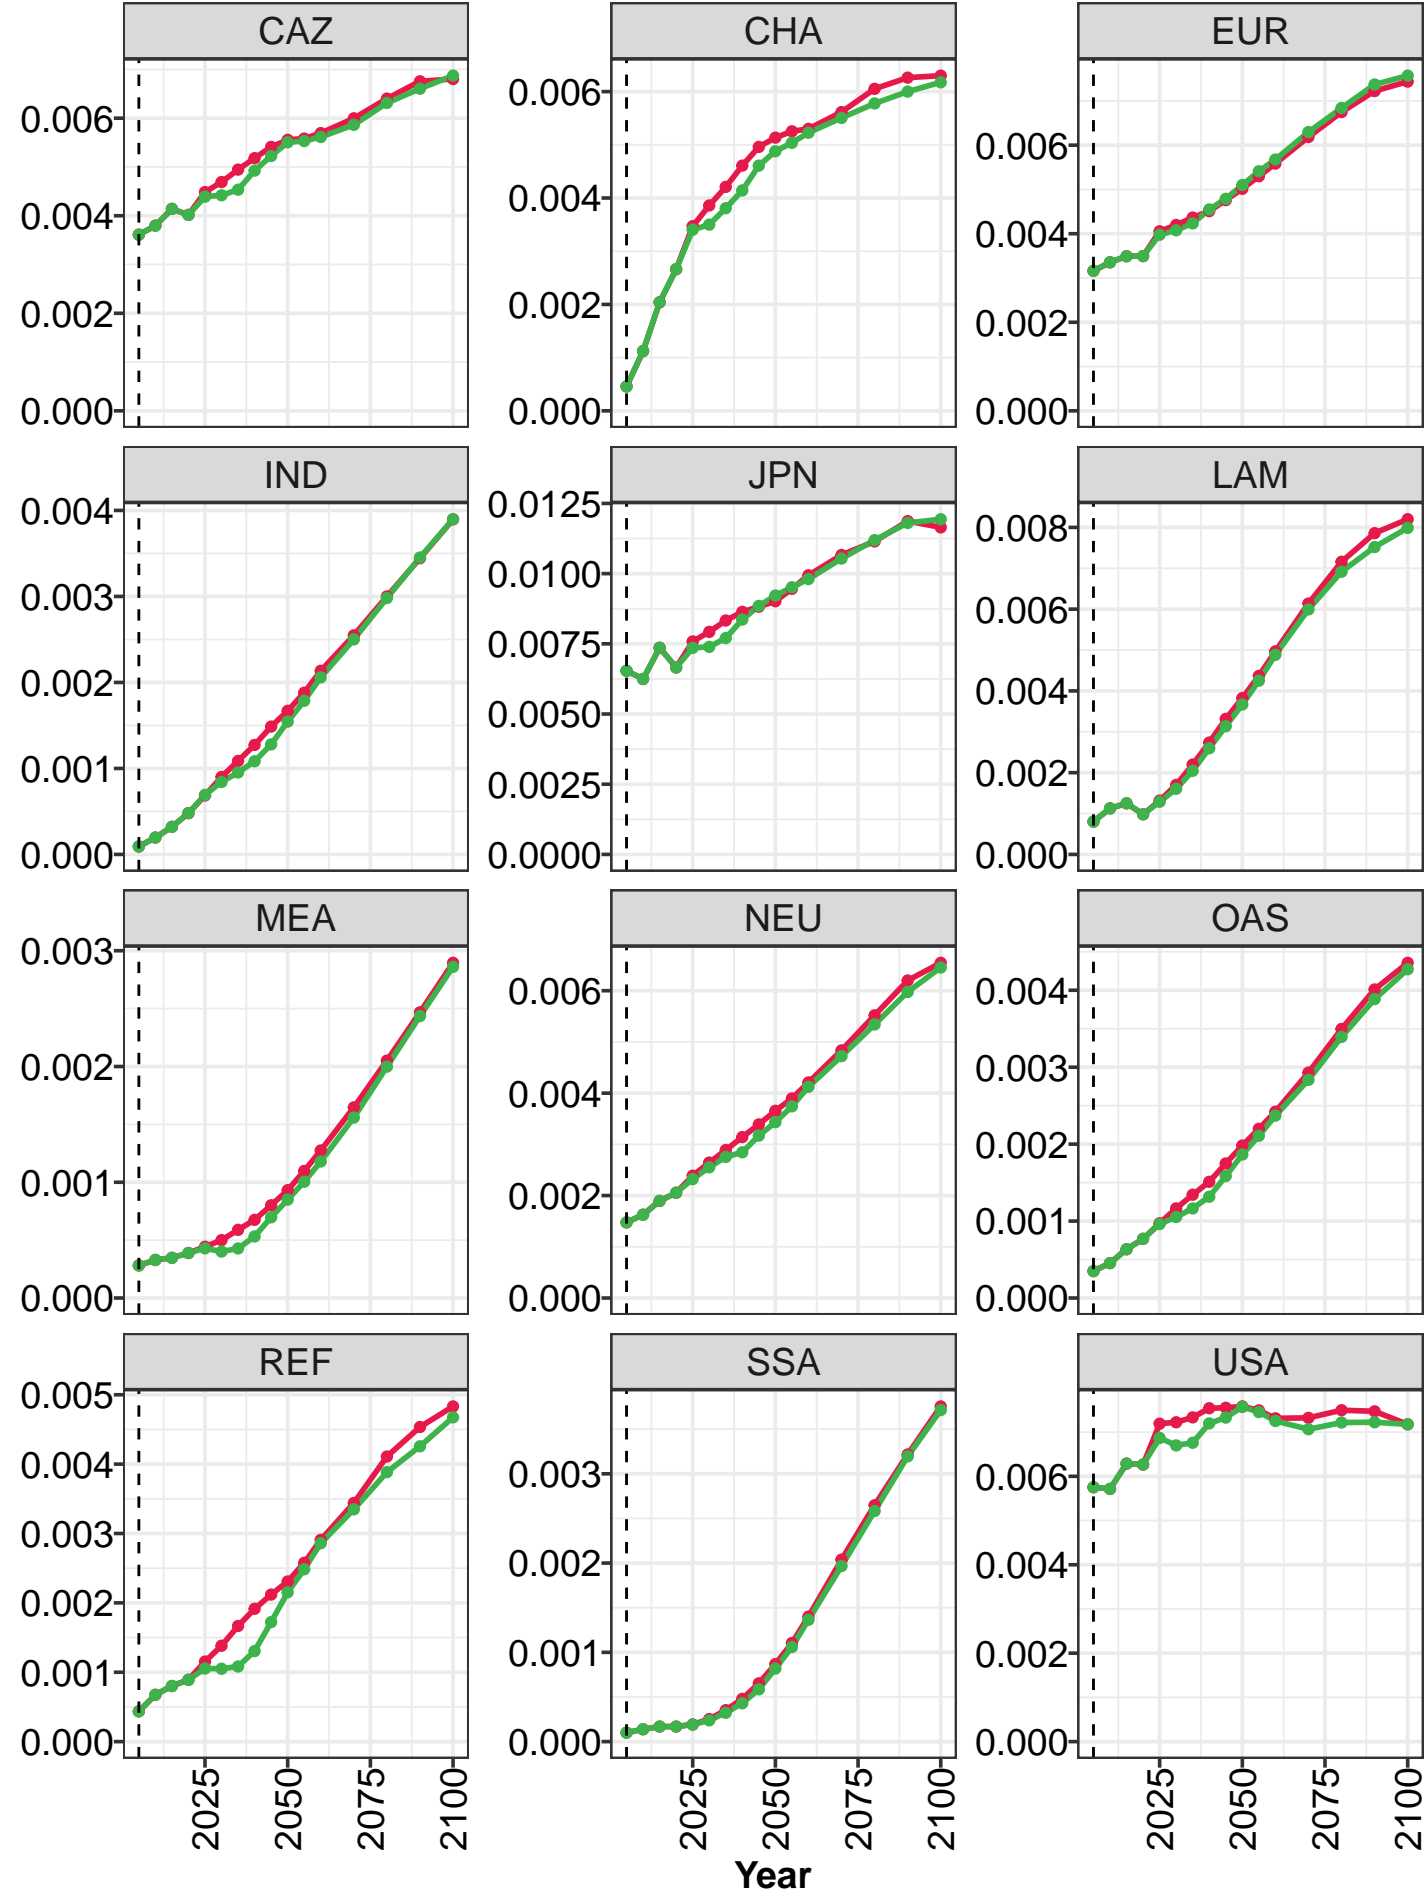 CAZ CHA EUR
0.006 0.006 0.006
0.004 0.004 0.004
0.002 0.002 0.002
0.000 0.000 0.000
IND JPN LAM
0.004 0.0125 0.008
0.003 0.0100 0.006
0.002 0.0075 0.004
0.001 0.0050 0.002
0.000 0.0025 0.000
0.0000
MEA NEU OAS
0.003 0.006 0.004
0.002 0.004 0.003
0.001 0.002 0.002
0.000 0.000 0.001
0.000
REF SSA USA
0.005 0.003 0.006
0.004 0.002 0.004
0.003 0.001 0.002
0.002 0.000 0.000
0.001
0.000
2025 2050 2075 2100 2025 2050 2075 2100 2025 2050 2075 2100
Year